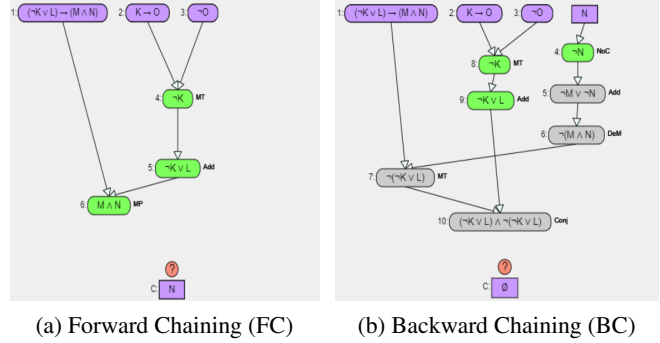 1: (¬K∨L)→(M∧N) 2: K→O 3: ¬O
4: ¬K MT
5: ¬K∨L Add
6: M∧N MP
?
C: N
(a) Forward Chaining (FC)
1: (¬K∨L)→(M∧N) 2: K→O 3: ¬O N
4: ¬N NoC
8: ¬K MT
5: ¬M∨¬N Add
9: ¬K∨L Add
6: ¬(M∧N) DeM
7: ¬(¬K∨L) MT
10: (¬K∨L)∧¬(¬K∨L) Conj
?
C: Ø
(b) Backward Chaining (BC)